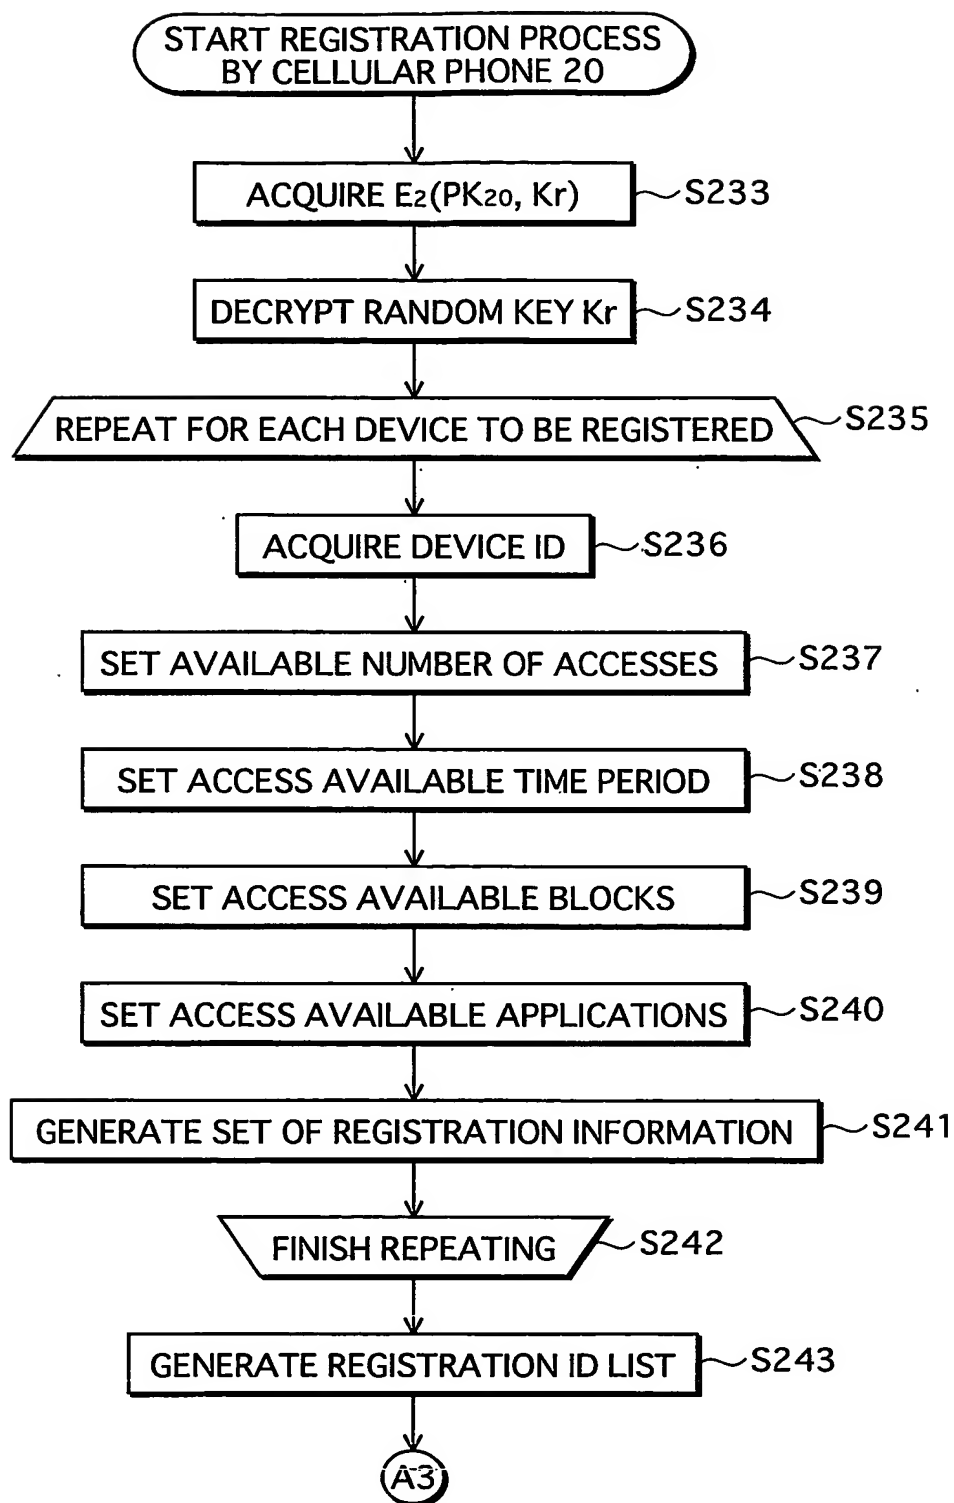 START REGISTRATION PROCESS
BY CELLULAR PHONE 20
ACQUIRE E2(PK20, Kr)
S233
DECRYPT RANDOM KEY Kr
S234
REPEAT FOR EACH DEVICE TO BE REGISTERED
S235
ACQUIRE DEVICE ID
S236
SET AVAILABLE NUMBER OF ACCESSES
S237
SET ACCESS AVAILABLE TIME PERIOD
S238
SET ACCESS AVAILABLE BLOCKS
S239
SET ACCESS AVAILABLE APPLICATIONS
S240
GENERATE SET OF REGISTRATION INFORMATION
S241
FINISH REPEATING
S242
GENERATE REGISTRATION ID LIST
S243
A3